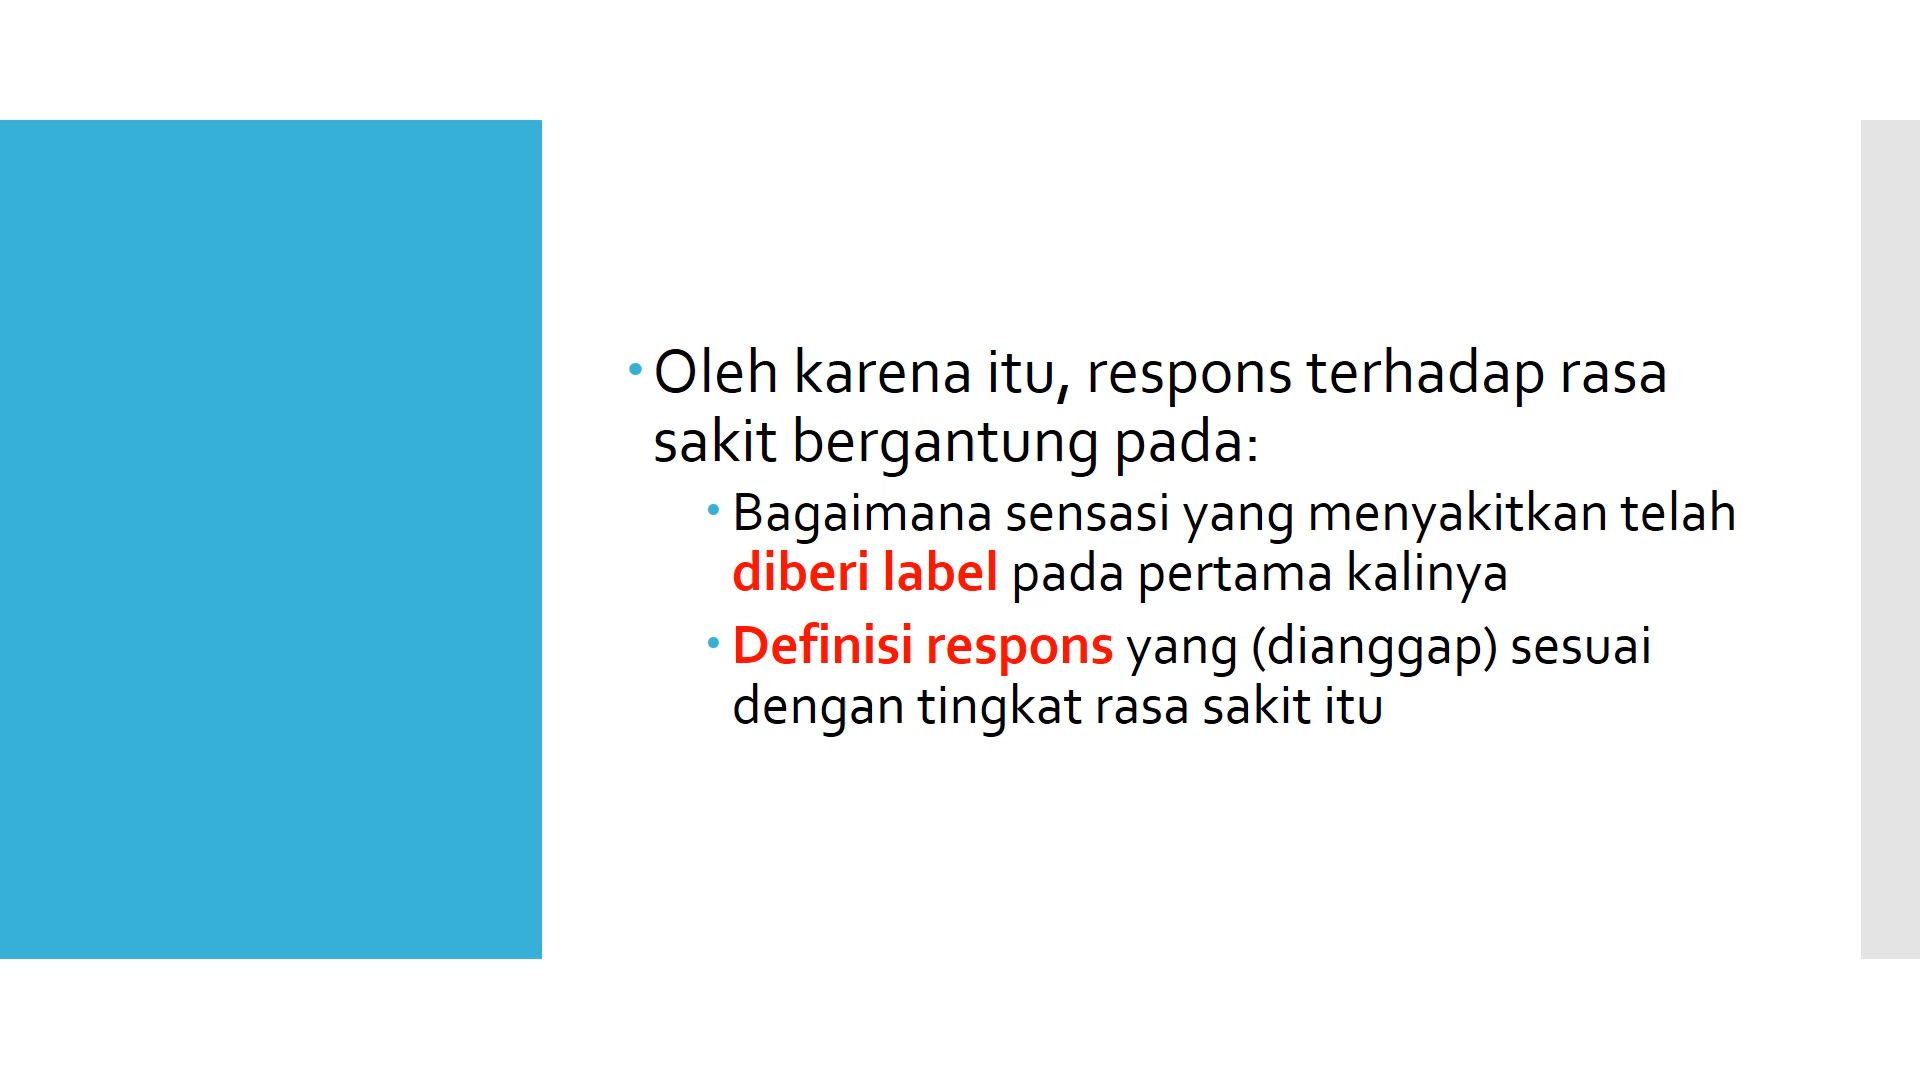 • Oleh karena itu, respons terhadap rasa
sakit bergantung pada:
• Bagaimana sensasi yang menyakitkan telah
diberi label pada pertama kalinya
• Definisi respons yang (dianggap) sesuai
dengan tingkat rasa sakit itu